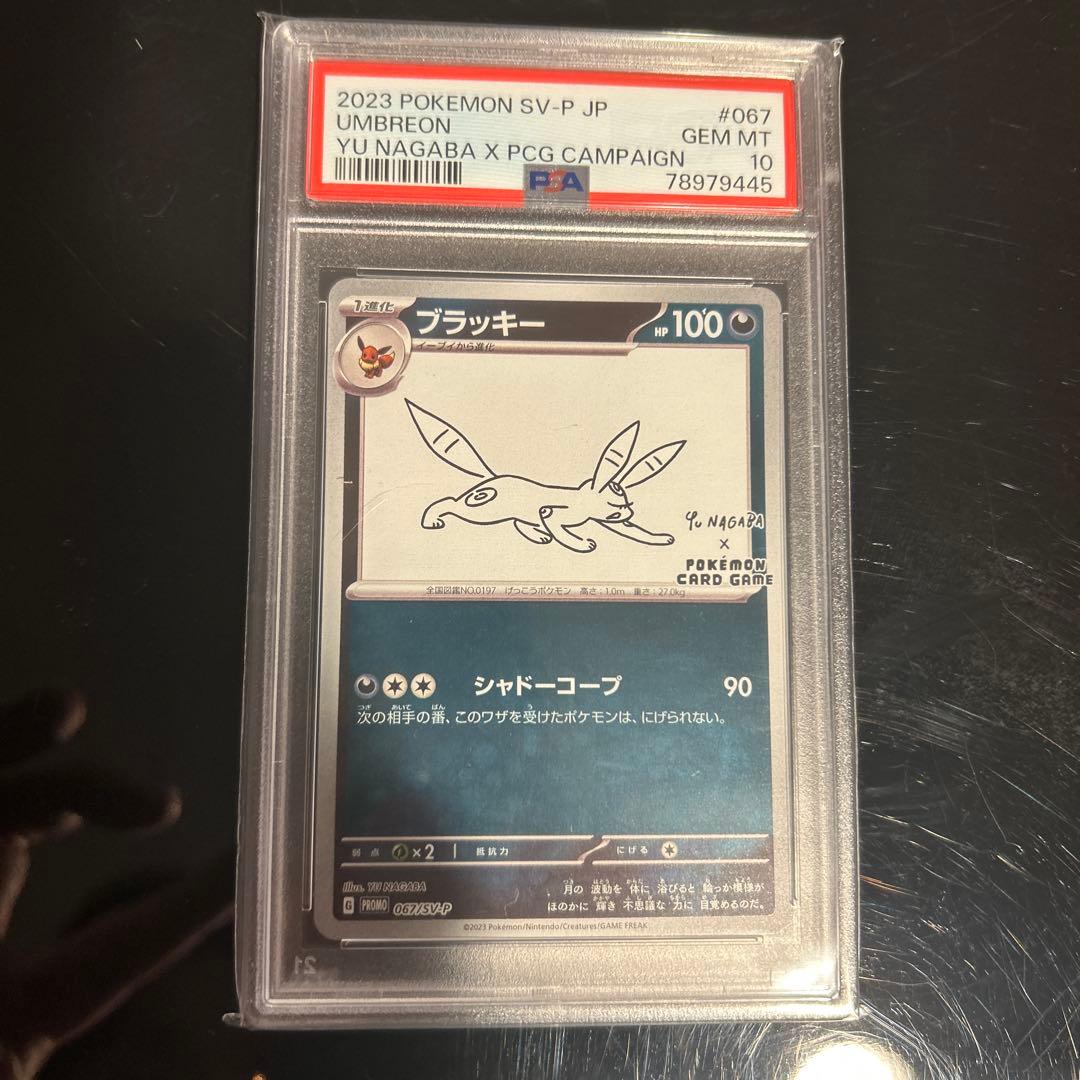 2023 POKEMON SV-P JP #067
UMBREON GEM MT
YU NAGABA X PCG CAMPAIGN 10
PSA 78979445
1進化 ブラッキー HP 100
イーブイから進化
Yu NAGABA
×
POKÉMON
CARD GAME
全国図鑑NO.0197 げっこうポケモン 高さ:1.0m 重さ:27.0kg
シャドーコープ 90
次の相手の番、このワザを受けたポケモンは、にげられない。
弱点 ×2 抵抗力 にげる
Illus. YU NAGABA
月の 波動を 体に 浴びると 輪っか模様が
ほのかに 輝き 不思議な 力に 目覚めるのだ。
G PROMO 067/SV-P
©2023 Pokémon/Nintendo/Creatures/GAME FREAK